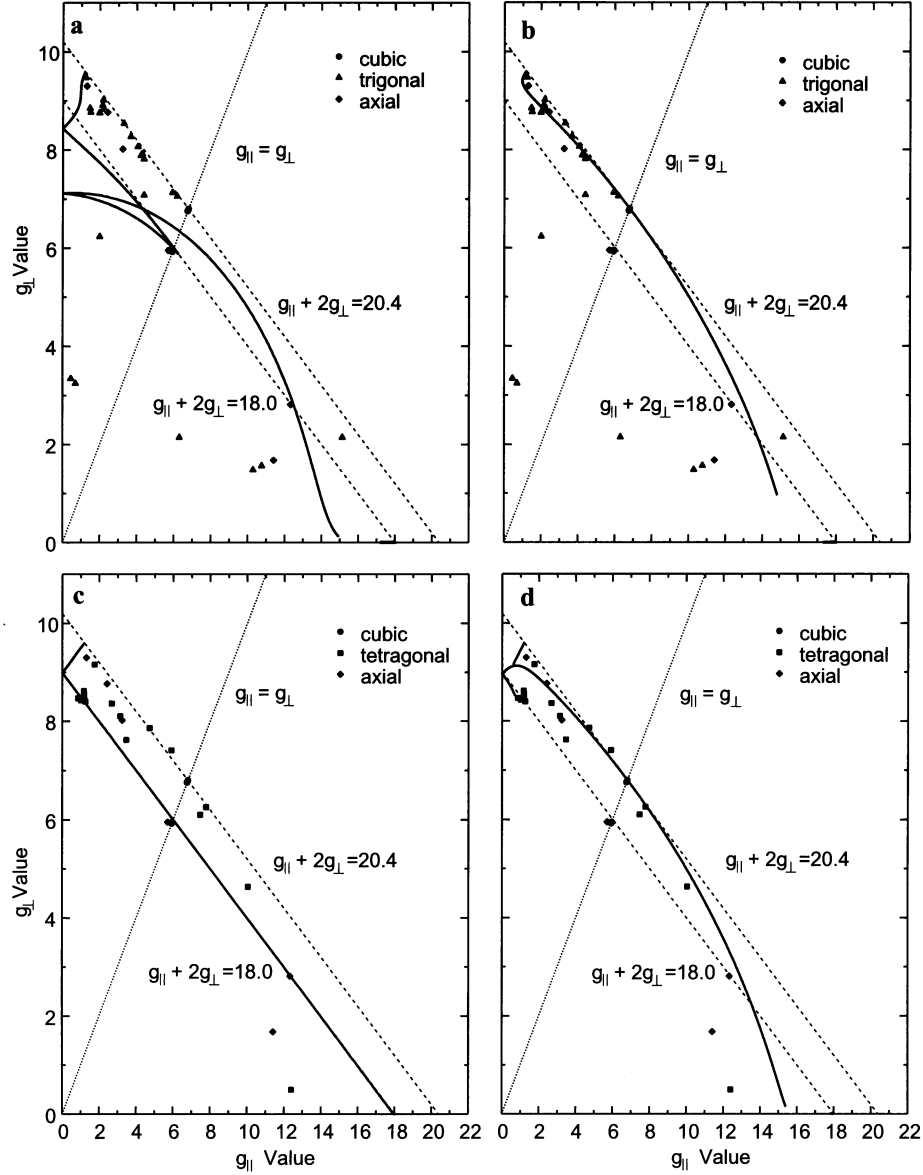 a
10
cubic
trigonal
axial
8
g|| = g⊥
6
g⊥ Value
g|| + 2g⊥ =20.4
4
g|| + 2g⊥ =18.0
2
0
b
cubic
trigonal
axial
g|| = g⊥
g|| + 2g⊥ =20.4
g|| + 2g⊥ =18.0
c
10
cubic
tetragonal
axial
8
g|| = g⊥
6
g|| + 2g⊥ =20.4
g⊥ Value
4
g|| + 2g⊥ =18.0
2
0
0 2 4 6 8 10 12 14 16 18 20 22
g|| Value
d
cubic
tetragonal
axial
g|| = g⊥
g|| + 2g⊥ =20.4
g|| + 2g⊥ =18.0
0 2 4 6 8 10 12 14 16 18 20 22
g|| Value